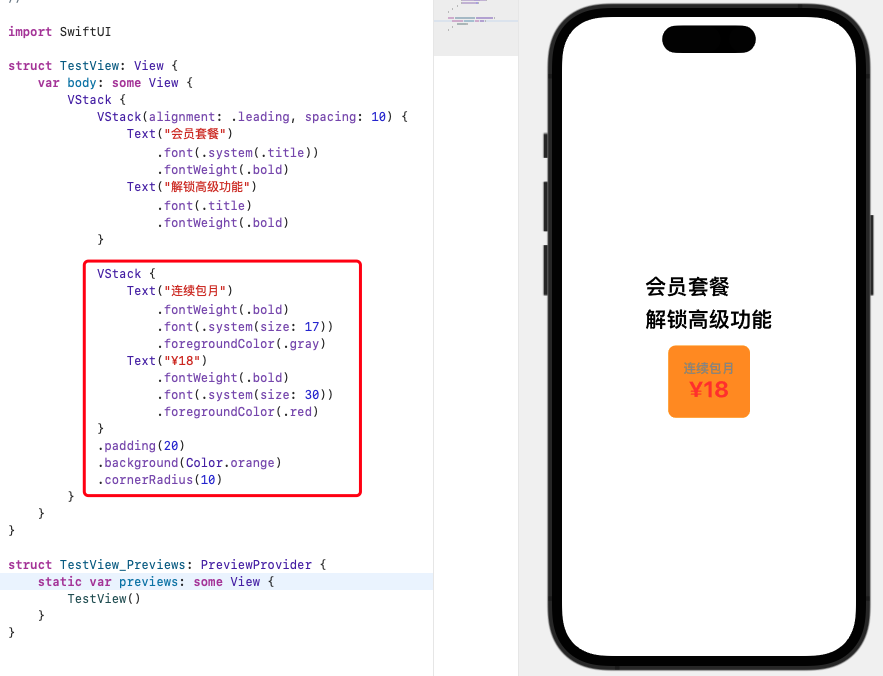 import SwiftUI
struct TestView: View {
var body: some View {
VStack {
VStack(alignment: .leading, spacing: 10) {
Text("会员套餐")
.font(.system(.title))
.fontWeight(.bold)
Text("解锁高级功能")
.font(.title)
.fontWeight(.bold)
}
VStack {
Text("连续包月")
.fontWeight(.bold)
.font(.system(size: 17))
.foregroundColor(.gray)
Text("¥18")
.fontWeight(.bold)
.font(.system(size: 30))
.foregroundColor(.red)
}
.padding(20)
.background(Color.orange)
.cornerRadius(10)
}
}
}
struct TestView_Previews: PreviewProvider {
static var previews: some View {
TestView()
}
}
会员套餐
解锁高级功能
连续包月
¥18